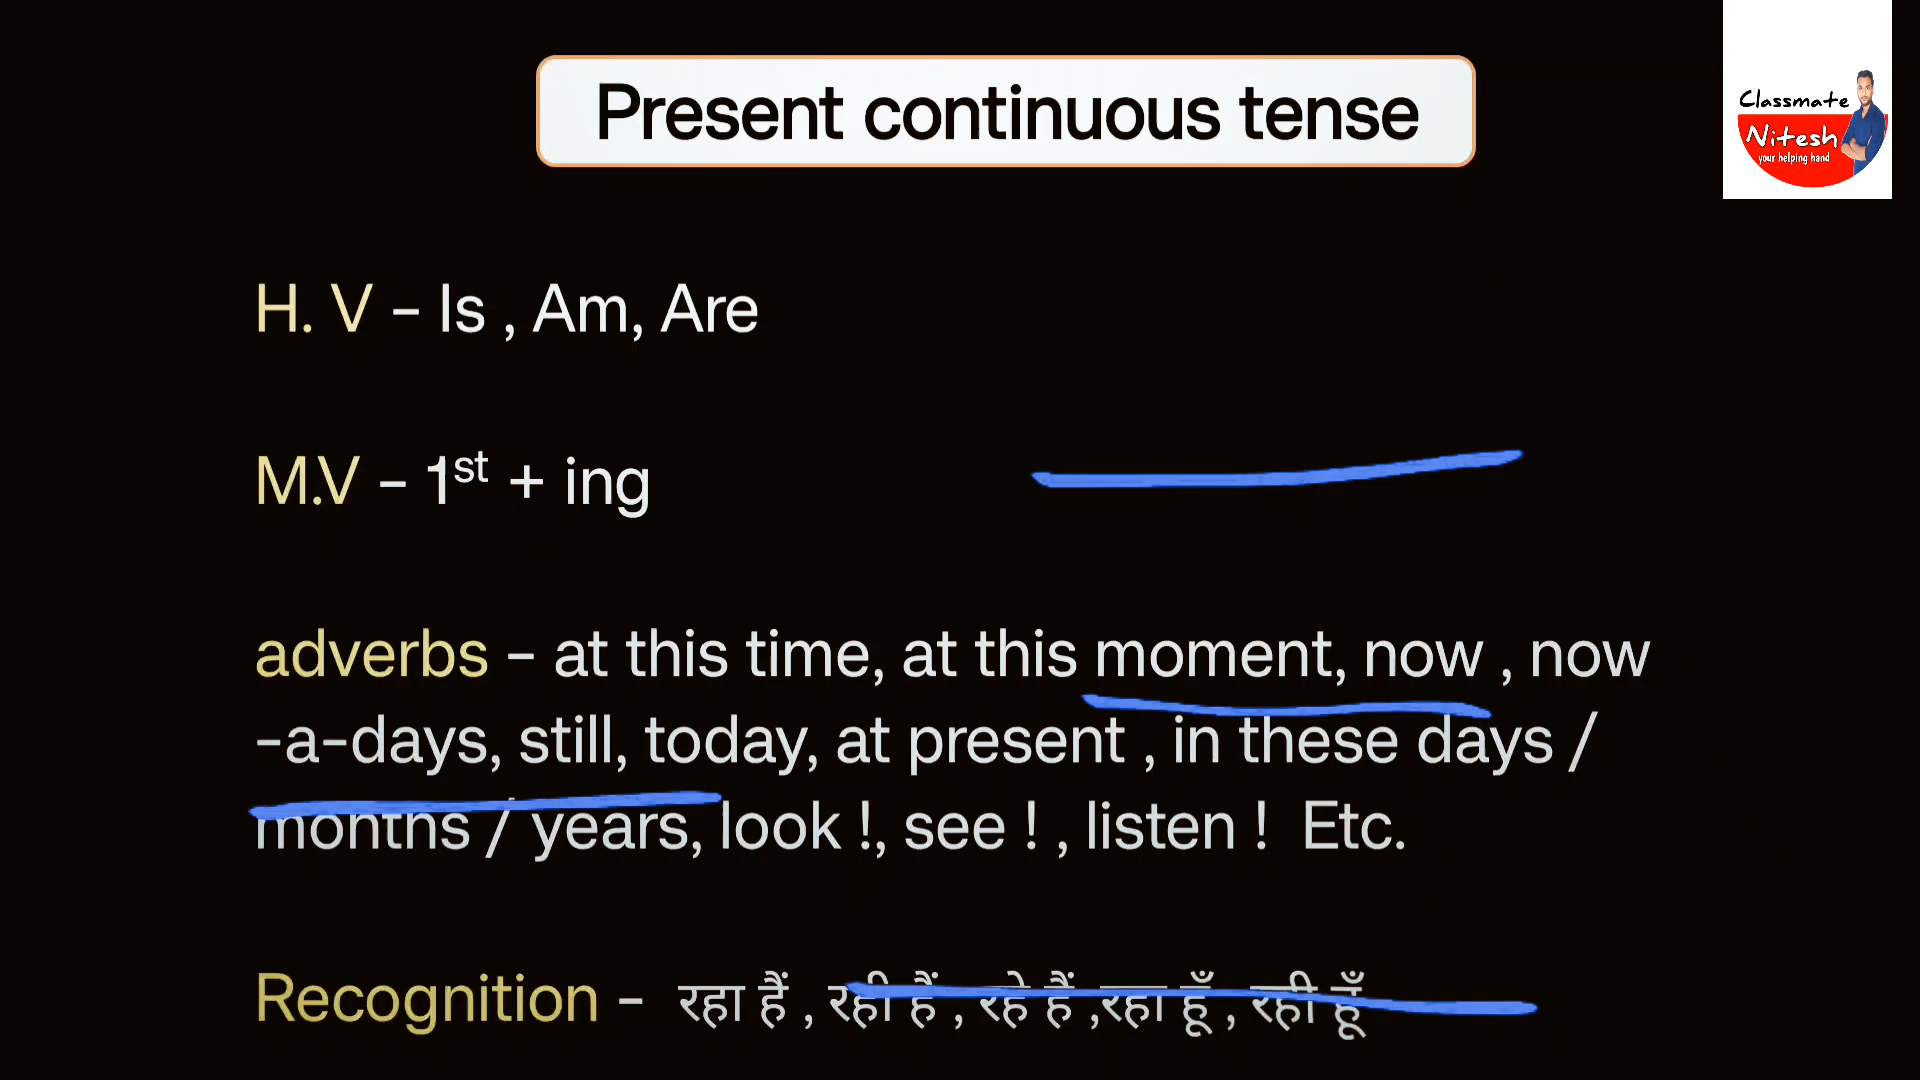 Present continuous tense
Classmate
Nitesh
your helping hand
H. V - Is , Am, Are
M.V - 1st + ing
adverbs - at this time, at this moment, now , now
-a-days, still, today, at present , in these days /
months / years, look !, see ! , listen ! Etc.
Recognition - रहा हैं , रही हैं , रहे हैं ,रहा हूँ , रही हूँ